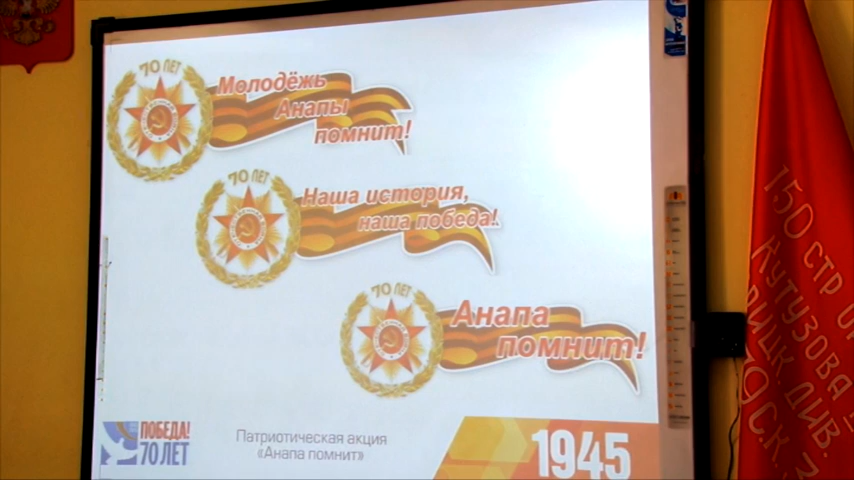 70 ЛЕТ
Молодёжь
Анапы
помнит!
70 ЛЕТ
Наша история,
наша победа!
70 ЛЕТ
Анапа
помнит!
ПОБЕДА!
70 ЛЕТ
Патриотическая акция
«Анапа помнит»
1945
150 СТР
КУТУЗОВА
ДИВ.